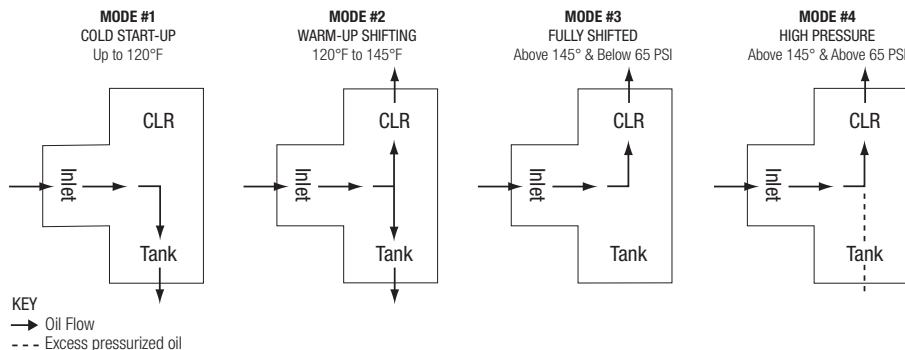 MODE #1
COLD START-UP
Up to 120°F
MODE #2
WARM-UP SHIFTING
120°F to 145°F
MODE #3
FULLY SHIFTED
Above 145° & Below 65 PSI
MODE #4
HIGH PRESSURE
Above 145° & Above 65 PSI
CLR
Inlet
Tank
CLR
Inlet
Tank
CLR
Inlet
Tank
CLR
Inlet
Tank
KEY
Oil Flow
Excess pressurized oil